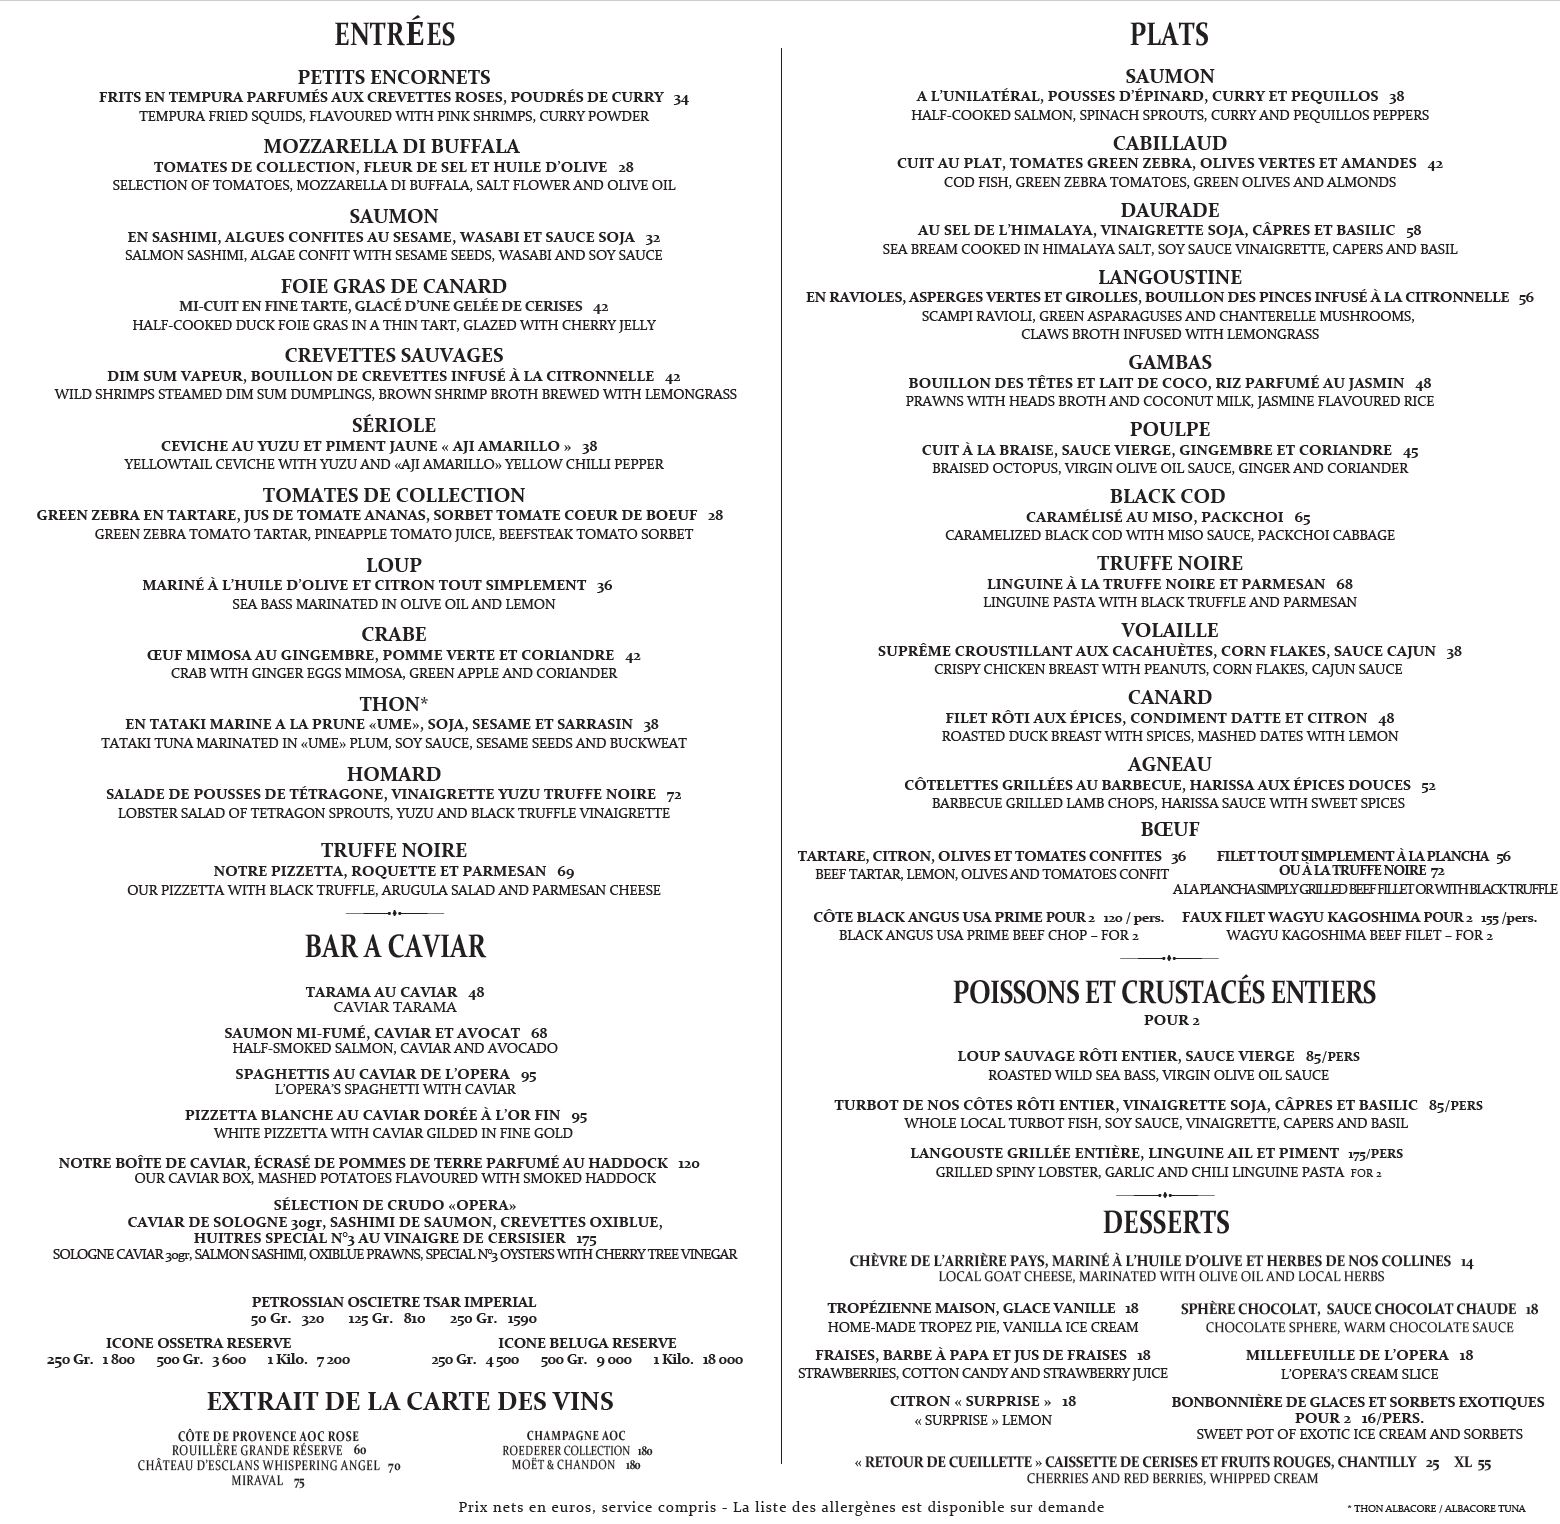 ENTRÉES
PETITS ENCORNETS
FRITS EN TEMPURA PARFUMÉS AUX CREVETTES ROSES, POUDRÉS DE CURRY 34
TEMPURA FRIED SQUIDS, FLAVOURED WITH PINK SHRIMPS, CURRY POWDER
MOZZARELLA DI BUFFALA
TOMATES DE COLLECTION, FLEUR DE SEL ET HUILE D’OLIVE 28
SELECTION OF TOMATOES, MOZZARELLA DI BUFFALA, SALT FLOWER AND OLIVE OIL
SAUMON
EN SASHIMI, ALGUES CONFITES AU SESAME, WASABI ET SAUCE SOJA 32
SALMON SASHIMI, ALGAE CONFIT WITH SESAME SEEDS, WASABI AND SOY SAUCE
FOIE GRAS DE CANARD
MI-CUIT EN FINE TARTE, GLACÉ D’UNE GELÉE DE CERISES 42
HALF-COOKED DUCK FOIE GRAS IN A THIN TART, GLAZED WITH CHERRY JELLY
CREVETTES SAUVAGES
DIM SUM VAPEUR, BOUILLON DE CREVETTES INFUSÉ À LA CITRONNELLE 42
WILD SHRIMPS STEAMED DIM SUM DUMPLINGS, BROWN SHRIMP BROTH BREWED WITH LEMONGRASS
SÉRIOLE
CEVICHE AU YUZU ET PIMENT JAUNE « AJI AMARILLO » 38
YELLOWTAIL CEVICHE WITH YUZU AND «AJI AMARILLO» YELLOW CHILLI PEPPER
TOMATES DE COLLECTION
GREEN ZEBRA EN TARTARE, JUS DE TOMATE ANANAS, SORBET TOMATE COEUR DE BOEUF 28
GREEN ZEBRA TOMATO TARTAR, PINEAPPLE TOMATO JUICE, BEEFSTEAK TOMATO SORBET
LOUP
MARINÉ À L’HUILE D’OLIVE ET CITRON TOUT SIMPLEMENT 36
SEA BASS MARINATED IN OLIVE OIL AND LEMON
CRABE
ŒUF MIMOSA AU GINGEMBRE, POMME VERTE ET CORIANDRE 42
CRAB WITH GINGER EGGS MIMOSA, GREEN APPLE AND CORIANDER
THON*
EN TATAKI MARINE A LA PRUNE «UME», SOJA, SESAME ET SARRASIN 38
TATAKI TUNA MARINATED IN «UME» PLUM, SOY SAUCE, SESAME SEEDS AND BUCKWEAT
HOMARD
SALADE DE POUSSES DE TÉTRAGONE, VINAIGRETTE YUZU TRUFFE NOIRE 72
LOBSTER SALAD OF TETRAGON SPROUTS, YUZU AND BLACK TRUFFLE VINAIGRETTE
TRUFFE NOIRE
NOTRE PIZZETTA, ROQUETTE ET PARMESAN 69
OUR PIZZETTA WITH BLACK TRUFFLE, ARUGULA SALAD AND PARMESAN CHEESE
BAR A CAVIAR
TARAMA AU CAVIAR 48
CAVIAR TARAMA
SAUMON MI-FUMÉ, CAVIAR ET AVOCAT 68
HALF-SMOKED SALMON, CAVIAR AND AVOCADO
SPAGHETTIS AU CAVIAR DE L’OPERA 95
L’OPERA’S SPAGHETTI WITH CAVIAR
PIZZETTA BLANCHE AU CAVIAR DORÉE À L’OR FIN 95
WHITE PIZZETTA WITH CAVIAR GILDED IN FINE GOLD
NOTRE BOÎTE DE CAVIAR, ÉCRASÉ DE POMMES DE TERRE PARFUMÉ AU HADDOCK 120
OUR CAVIAR BOX, MASHED POTATOES FLAVOURED WITH SMOKED HADDOCK
SÉLECTION DE CRUDO «OPERA»
CAVIAR DE SOLOGNE 30gr, SASHIMI DE SAUMON, CREVETTES OXIBLUE,
HUITRES SPECIAL N°3 AU VINAIGRE DE CERSISIER 175
SOLOGNE CAVIAR 30gr, SALMON SASHIMI, OXIBLUE PRAWNS, SPECIAL N°3 OYSTERS WITH CHERRY TREE VINEGAR
PETROSSIAN OSCIETRE TSAR IMPERIAL
50 Gr. 320 125 Gr. 810 250 Gr. 1590
ICONE OSSETRA RESERVE
250 Gr. 1 800 500 Gr. 3 600 1 Kilo. 7 200
ICONE BELUGA RESERVE
250 Gr. 4 500 500 Gr. 9 000 1 Kilo. 18 000
EXTRAIT DE LA CARTE DES VINS
CÔTE DE PROVENCE AOC ROSE
ROUILLÈRE GRANDE RÉSERVE 60
CHÂTEAU D’ESCLANS WHISPERING ANGEL 70
MIRAVAL 75
CHAMPAGNE AOC
ROEDERER COLLECTION 180
MOËT & CHANDON 180
PLATS
SAUMON
A L’UNILATÉRAL, POUSSES D’ÉPINARD, CURRY ET PEQUILLOS 38
HALF-COOKED SALMON, SPINACH SPROUTS, CURRY AND PEQUILLOS PEPPERS
CABILLAUD
CUIT AU PLAT, TOMATES GREEN ZEBRA, OLIVES VERTES ET AMANDES 42
COD FISH, GREEN ZEBRA TOMATOES, GREEN OLIVES AND ALMONDS
DAURADE
AU SEL DE L’HIMALAYA, VINAIGRETTE SOJA, CÂPRES ET BASILIC 58
SEA BREAM COOKED IN HIMALAYA SALT, SOY SAUCE VINAIGRETTE, CAPERS AND BASIL
LANGOUSTINE
EN RAVIOLES, ASPERGES VERTES ET GIROLLES, BOUILLON DES PINCES INFUSÉ À LA CITRONNELLE 56
SCAMPI RAVIOLI, GREEN ASPARAGUSES AND CHANTERELLE MUSHROOMS,
CLAWS BROTH INFUSED WITH LEMONGRASS
GAMBAS
BOUILLON DES TÊTES ET LAIT DE COCO, RIZ PARFUMÉ AU JASMIN 48
PRAWNS WITH HEADS BROTH AND COCONUT MILK, JASMINE FLAVOURED RICE
POULPE
CUIT À LA BRAISE, SAUCE VIERGE, GINGEMBRE ET CORIANDRE 45
BRAISED OCTOPUS, VIRGIN OLIVE OIL SAUCE, GINGER AND CORIANDER
BLACK COD
CARAMÉLISÉ AU MISO, PACKCHOI 65
CARAMELIZED BLACK COD WITH MISO SAUCE, PACKCHOI CABBAGE
TRUFFE NOIRE
LINGUINE À LA TRUFFE NOIRE ET PARMESAN 68
LINGUINE PASTA WITH BLACK TRUFFLE AND PARMESAN
VOLAILLE
SUPRÊME CROUSTILLANT AUX CACAHUÈTES, CORN FLAKES, SAUCE CAJUN 38
CRISPY CHICKEN BREAST WITH PEANUTS, CORN FLAKES, CAJUN SAUCE
CANARD
FILET RÔTI AUX ÉPICES, CONDIMENT DATTE ET CITRON 48
ROASTED DUCK BREAST WITH SPICES, MASHED DATES WITH LEMON
AGNEAU
CÔTELETTES GRILLÉES AU BARBECUE, HARISSA AUX ÉPICES DOUCES 52
BARBECUE GRILLED LAMB CHOPS, HARISSA SAUCE WITH SWEET SPICES
BŒUF
TARTARE, CITRON, OLIVES ET TOMATES CONFITES 36
BEEF TARTAR, LEMON, OLIVES AND TOMATOES CONFIT
FILET TOUT SIMPLEMENT À LA PLANCHA 56
OU À LA TRUFFE NOIRE 72
A LA PLANCHA SIMPLY GRILLED BEEF FILLET OR WITH BLACK TRUFFLE
CÔTE BLACK ANGUS USA PRIME POUR 2 120 / pers.
BLACK ANGUS USA PRIME BEEF CHOP – FOR 2
FAUX FILET WAGYU KAGOSHIMA POUR 2 155 /pers.
WAGYU KAGOSHIMA BEEF FILET – FOR 2
POISSONS ET CRUSTACÉS ENTIERS
POUR 2
LOUP SAUVAGE RÔTI ENTIER, SAUCE VIERGE 85/PERS
ROASTED WILD SEA BASS, VIRGIN OLIVE OIL SAUCE
TURBOT DE NOS CÔTES RÔTI ENTIER, VINAIGRETTE SOJA, CÂPRES ET BASILIC 85/PERS
WHOLE LOCAL TURBOT FISH, SOY SAUCE, VINAIGRETTE, CAPERS AND BASIL
LANGOUSTE GRILLÉE ENTIÈRE, LINGUINE AIL ET PIMENT 175/PERS
GRILLED SPINY LOBSTER, GARLIC AND CHILI LINGUINE PASTA FOR 2
DESSERTS
CHÈVRE DE L’ARRIÈRE PAYS, MARINÉ À L’HUILE D’OLIVE ET HERBES DE NOS COLLINES 14
LOCAL GOAT CHEESE, MARINATED WITH OLIVE OIL AND LOCAL HERBS
TROPÉZIENNE MAISON, GLACE VANILLE 18
HOME-MADE TROPEZ PIE, VANILLA ICE CREAM
SPHÈRE CHOCOLAT, SAUCE CHOCOLAT CHAUDE 18
CHOCOLATE SPHERE, WARM CHOCOLATE SAUCE
FRAISES, BARBE À PAPA ET JUS DE FRAISES 18
STRAWBERRIES, COTTON CANDY AND STRAWBERRY JUICE
MILLEFEUILLE DE L’OPERA 18
L’OPERA’S CREAM SLICE
CITRON « SURPRISE » 18
« SURPRISE » LEMON
BONBONNIÈRE DE GLACES ET SORBETS EXOTIQUES
POUR 2 16/PERS.
SWEET POT OF EXOTIC ICE CREAM AND SORBETS
« RETOUR DE CUEILLETTE » CAISSETTE DE CERISES ET FRUITS ROUGES, CHANTILLY 25 XL 55
CHERRIES AND RED BERRIES, WHIPPED CREAM
Prix nets en euros, service compris - La liste des allergènes est disponible sur demande
* THON ALBACORE / ALBACORE TUNA